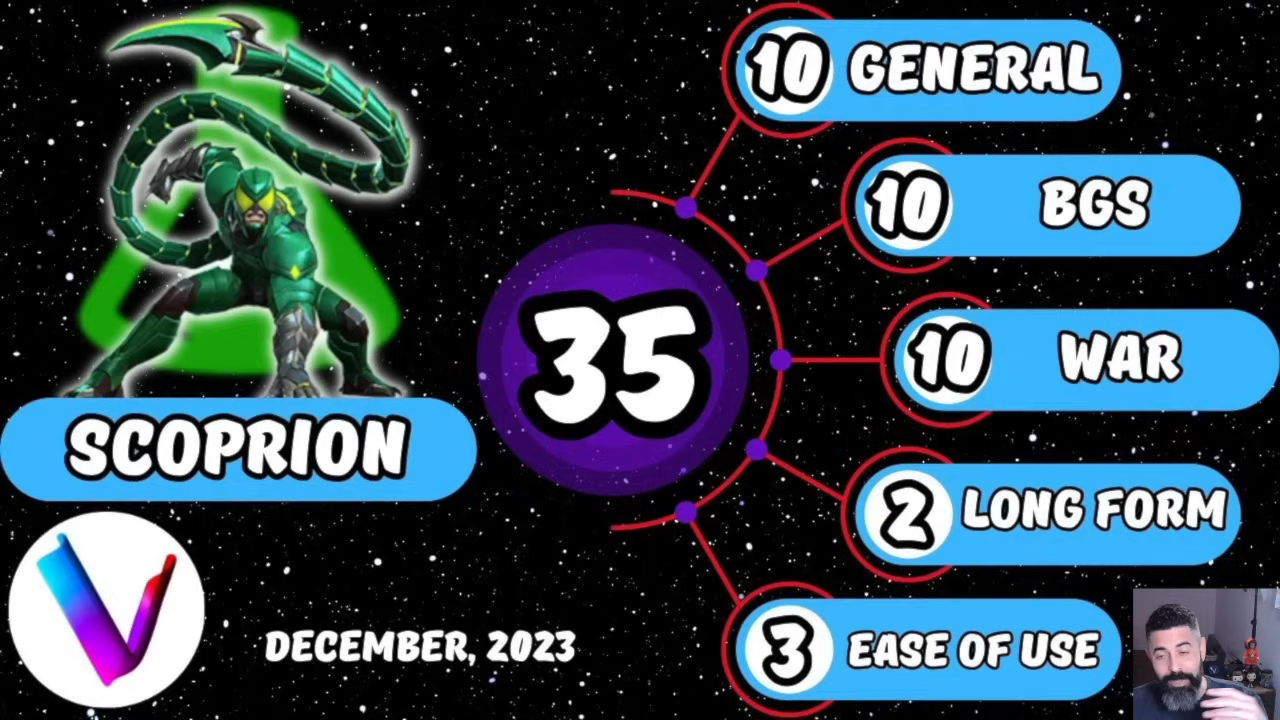 10 GENERAL
10 BGS
35
10 WAR
SCOPRION
2 LONG FORM
V
DECEMBER, 2023
3 EASE OF USE